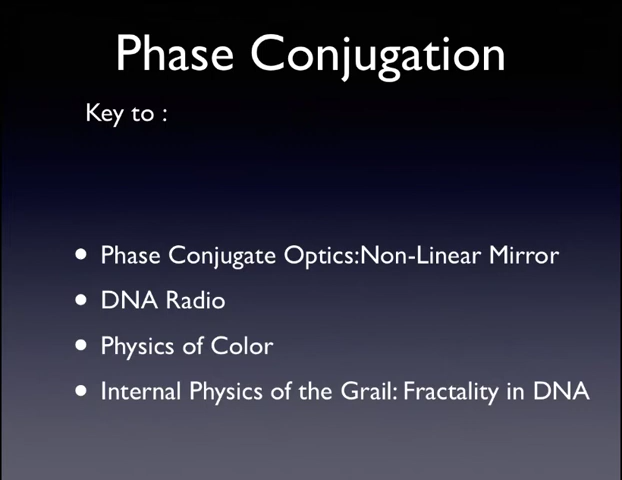 Phase Conjugation
Key to :
• Phase Conjugate Optics:Non-Linear Mirror
• DNA Radio
• Physics of Color
• Internal Physics of the Grail: Fractality in DNA